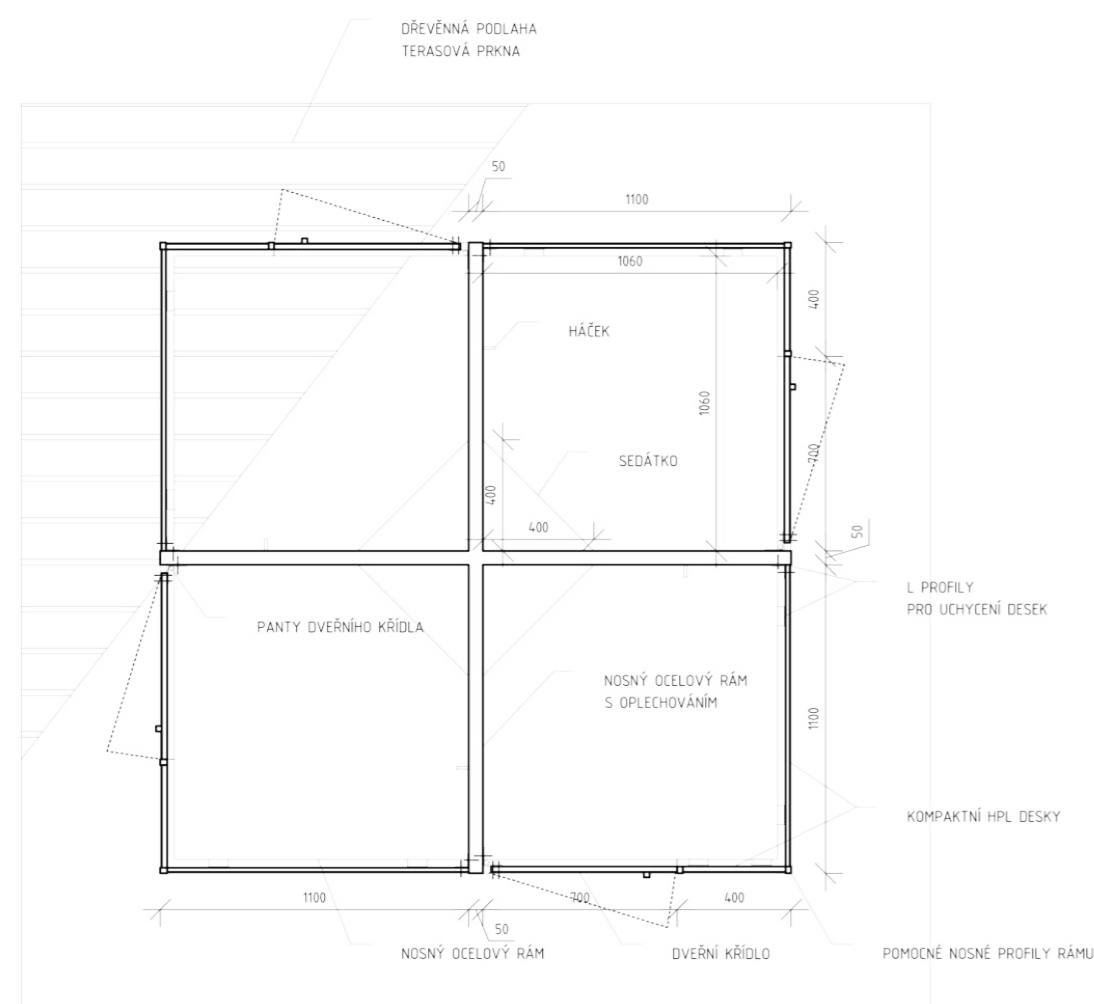 DŘEVĚNNÁ PODLAHA
TERASOVÁ PRKNA
50
1100
1060
400
HÁČEK
1060
SEDÁTKO
700
400
400
50
L PROFILY
PRO UCHYCENÍ DESEK
PANTY DVEŘNÍHO KŘÍDLA
NOSNÝ OCELOVÝ RÁM
S OPLECHOVÁNÍM
1100
KOMPAKTNÍ HPL DESKY
1100
700
400
50
NOSNÝ OCELOVÝ RÁM
DVEŘNÍ KŘÍDLO
POMOCNÉ NOSNÉ PROFILY RÁMU